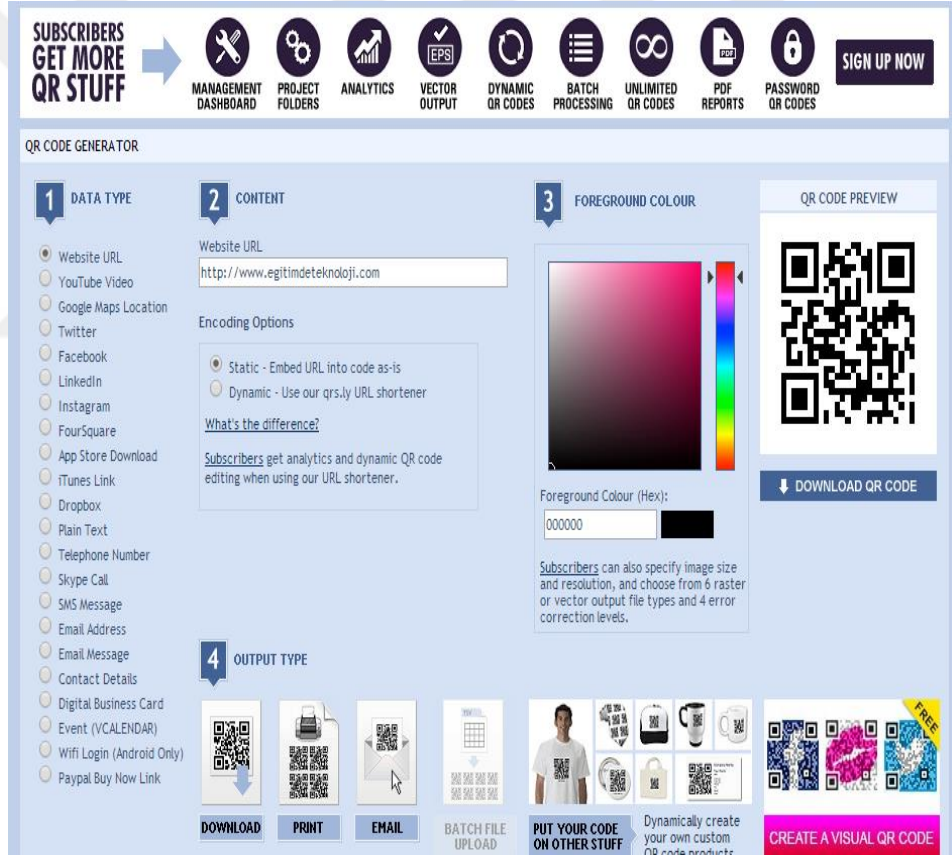 SUBSCRIBERS
GET MORE
QR STUFF
MANAGEMENT
DASHBOARD
PROJECT
FOLDERS
ANALYTICS
EPS
VECTOR
OUTPUT
DYNAMIC
QR CODES
BATCH
PROCESSING
UNLIMITED
QR CODES
PDF
PDF
REPORTS
PASSWORD
QR CODES
SIGN UP NOW
QR CODE GENERATOR
1 DATA TYPE
Website URL
YouTube Video
Google Maps Location
Twitter
Facebook
LinkedIn
Instagram
FourSquare
App Store Download
iTunes Link
Dropbox
Plain Text
Telephone Number
Skype Call
SMS Message
Email Address
Email Message
Contact Details
Digital Business Card
Event (VCALENDAR)
Wifi Login (Android Only)
Paypal Buy Now Link
2 CONTENT
Website URL
http://www.egitimdeteknoloji.com
Encoding Options
Static - Embed URL into code as-is
Dynamic - Use our qrs.ly URL shortener
What's the difference?
Subscribers get analytics and dynamic QR code
editing when using our URL shortener.
3 FOREGROUND COLOUR
Foreground Colour (Hex):
000000
Subscribers can also specify image size
and resolution, and choose from 6 raster
or vector output file types and 4 error
correction levels.
QR CODE PREVIEW
DOWNLOAD QR CODE
4 OUTPUT TYPE
DOWNLOAD
PRINT
EMAIL
BATCH FILE
UPLOAD
PUT YOUR CODE
ON OTHER STUFF
Dynamically create
your own custom
QR code products
FREE
CREATE A VISUAL QR CODE